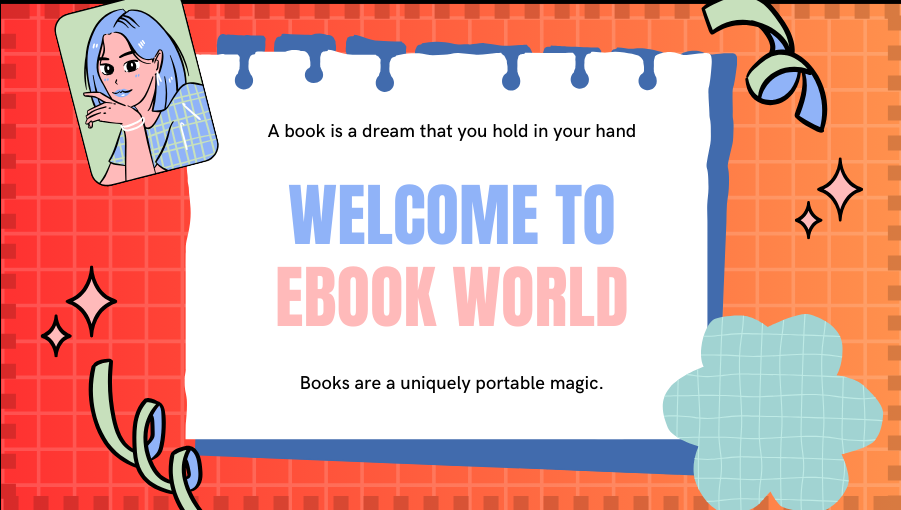 A book is a dream that you hold in your hand
WELCOME TO
EBOOK WORLD
Books are a uniquely portable magic.